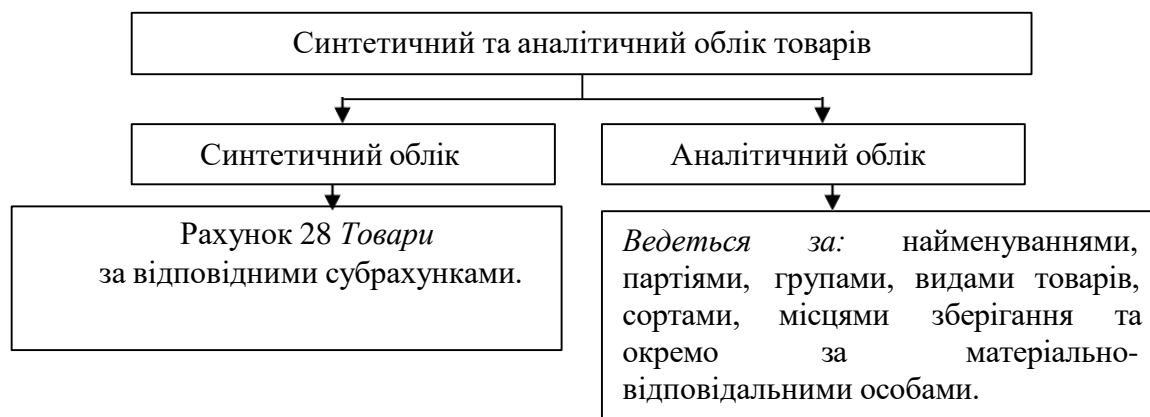 Синтетичний та аналітичний облік товарів
Синтетичний облік
Аналітичний облік
Рахунок 28 Товари
за відповідними субрахунками.
Ведеться за: найменуваннями,
партіями, групами, видами товарів,
сортами, місцями зберігання та
окремо за матеріально-
відповідальними особами.